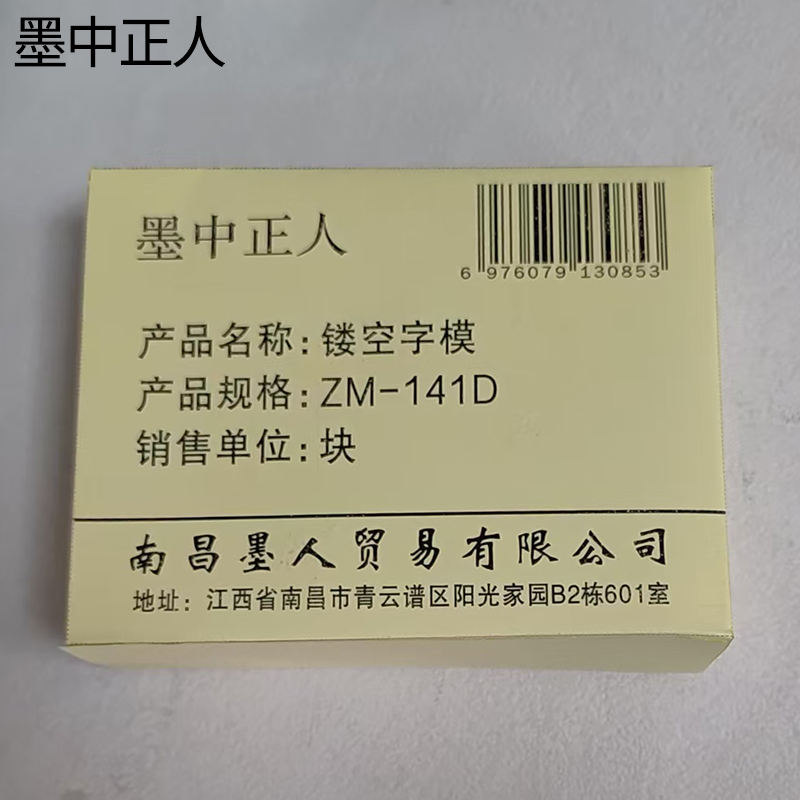 墨中正人
墨中正人
6 976079 130853
产品名称:镂空字模
产品规格:ZM-141D
销售单位:块
南昌墨人贸易有限公司
地址:江西省南昌市青云谱区阳光家园B2栋601室